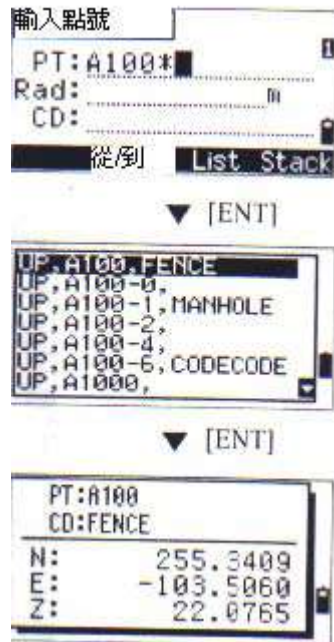 輸入點號
PT:A100*
1
Rad: m
CD:
從/到 List Stack
▼ [ENT]
UP,A100,FENCE
UP,A100-0,
UP,A100-1,MANHOLE
UP,A100-2,
UP,A100-4,
UP,A100-6,CODECODE
UP,A1000,
▼ [ENT]
PT:A100
CD:FENCE
N: 255.3409
E: -103.5060
Z: 22.0765